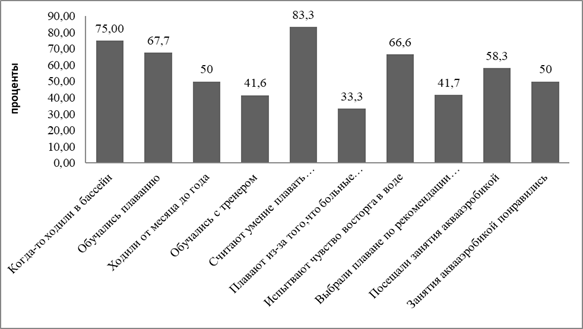 проценты
90,00
80,00
70,00
60,00
50,00
40,00
30,00
20,00
10,00
0,00
75,00
67,7
50
41,6
83,3
33,3
66,6
41,7
58,3
50
Когда-то ходили в бассейн
Обучались плаванию
Ходили от месяца до года
Обучались с тренером
Считают умение плавать…
Плавают из-за того,что больные…
Испытвают чувство восторга в воде
Выбрали плаване по рекомендации…
Посещали занятия аквааэробикой
Занятия аквааэробикой понравились